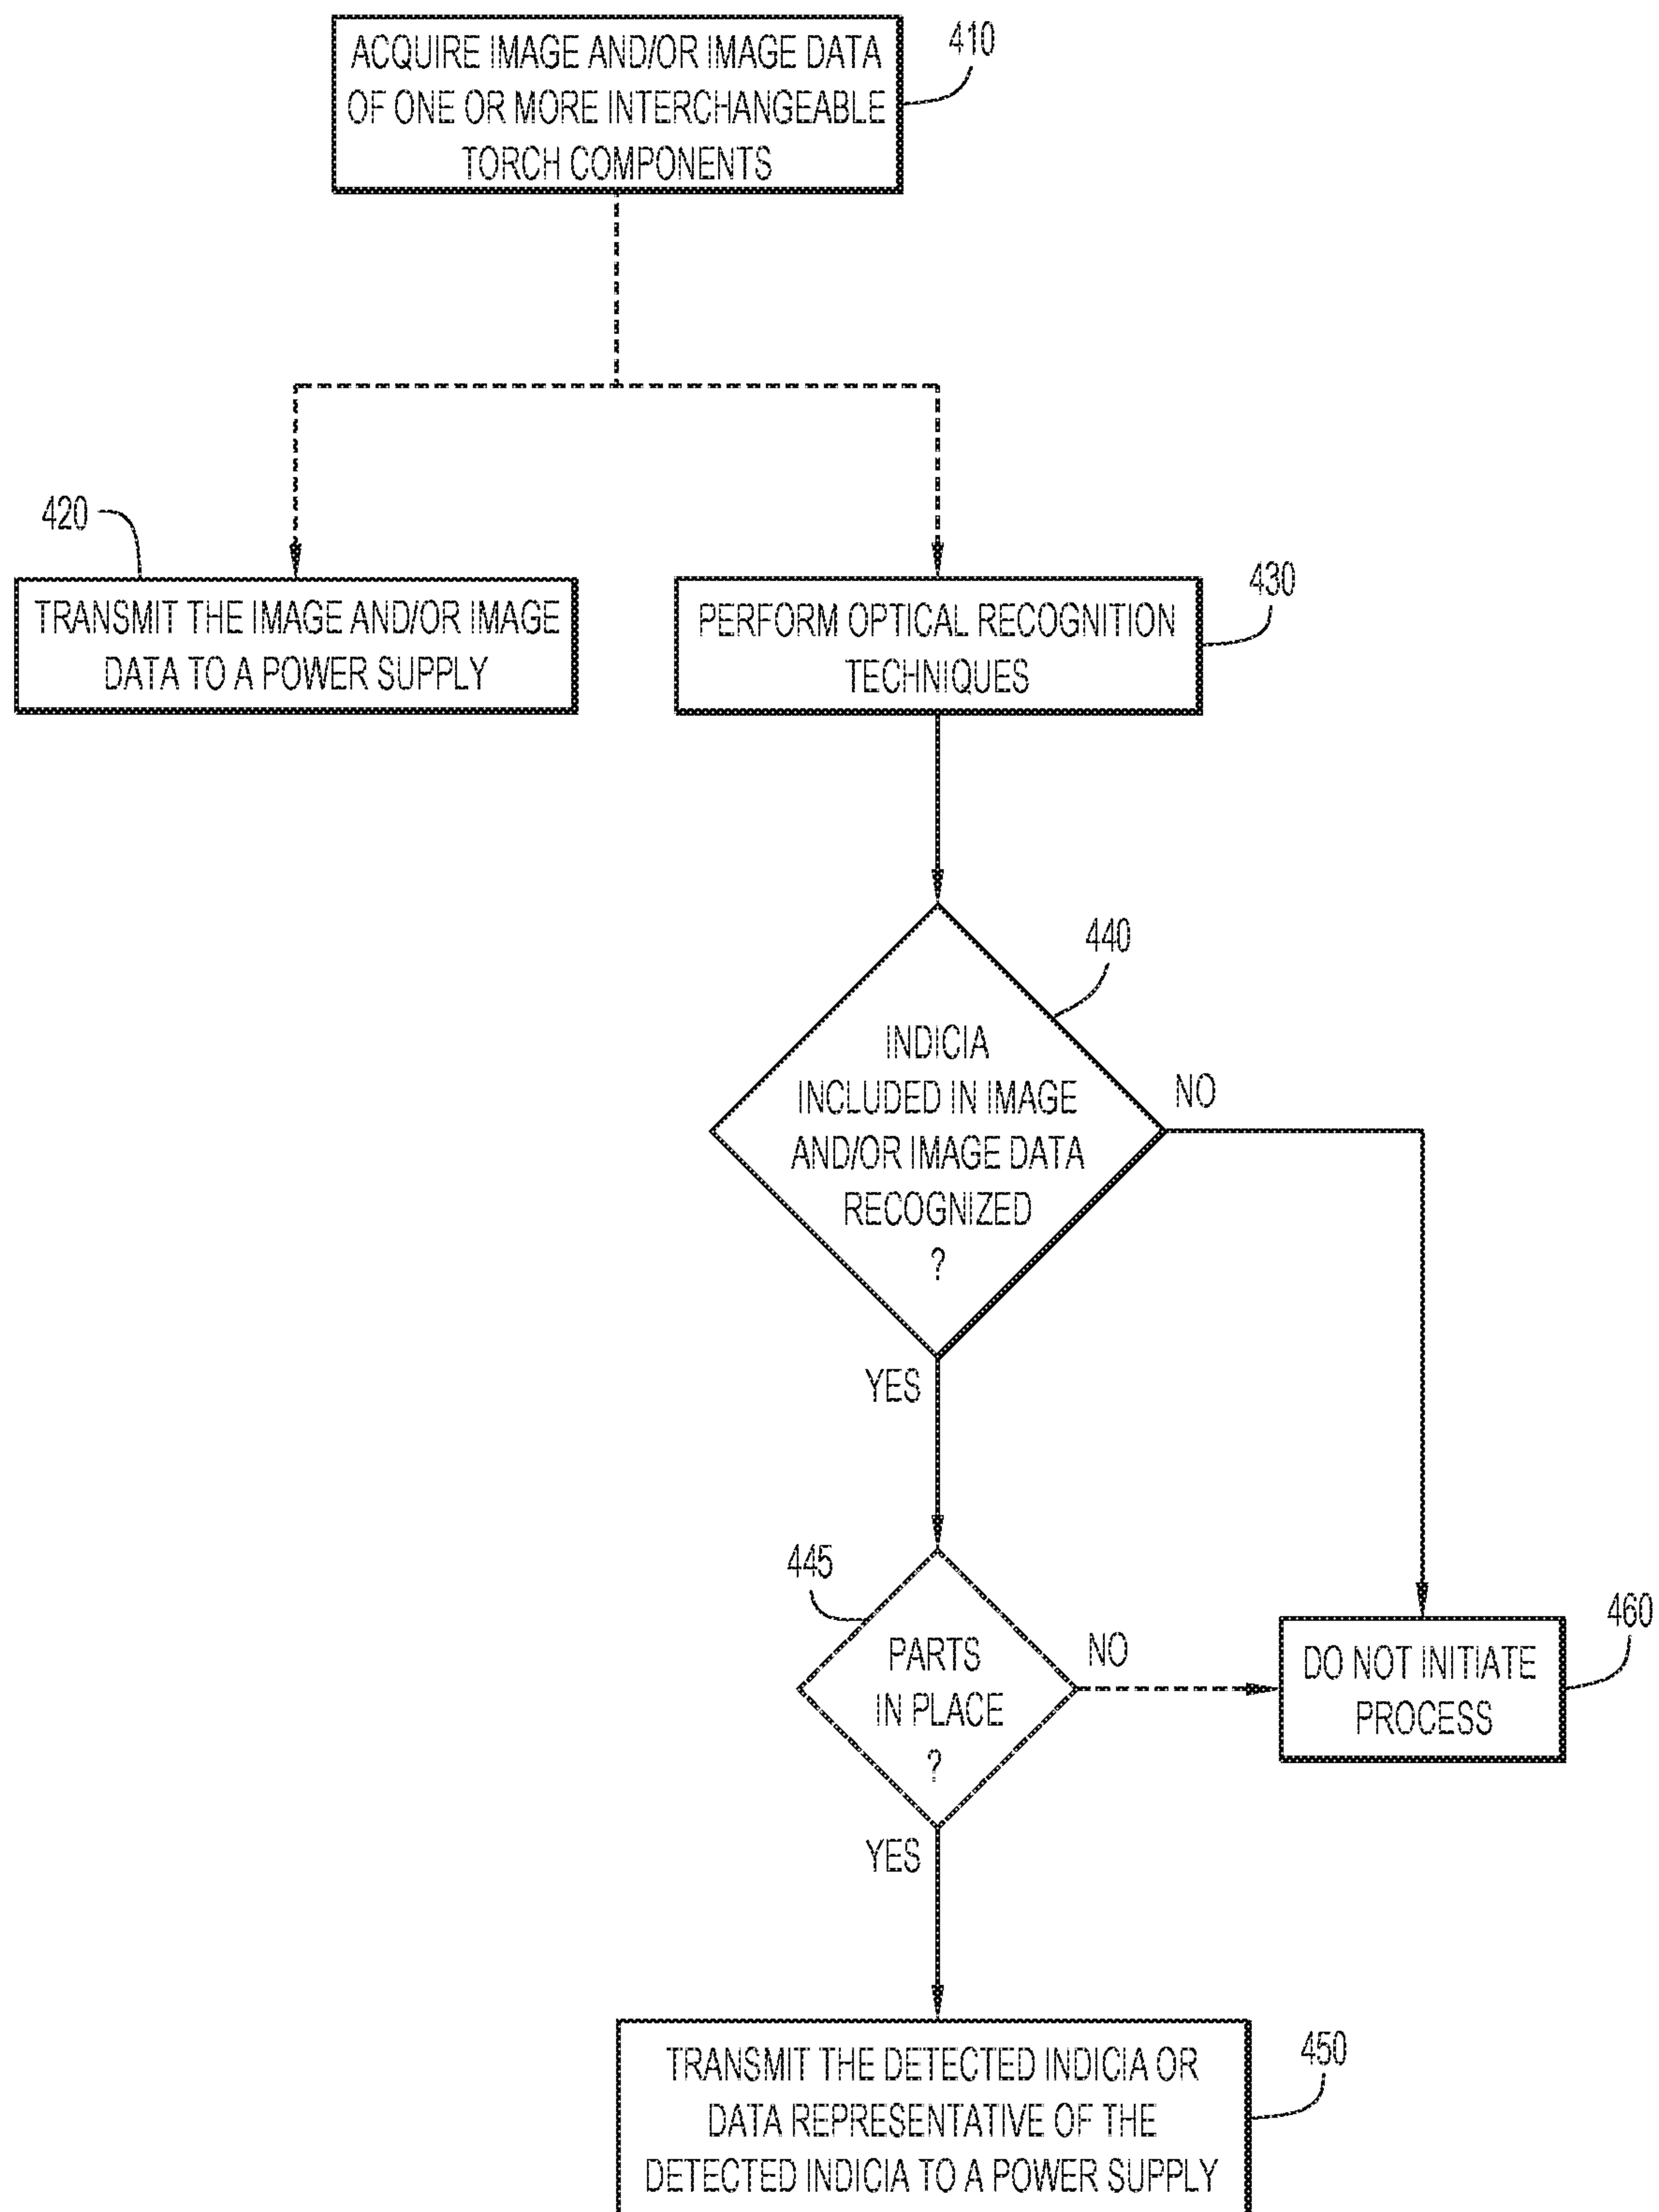 ACQUIRE IMAGE AND/OR IMAGE DATA
OF ONE OR MORE INTERCHANGEABLE
TORCH COMPONENTS
410
420
TRANSMIT THE IMAGE AND/OR IMAGE
DATA TO A POWER SUPPLY
430
PERFORM OPTICAL RECOGNITION
TECHNIQUES
440
INDICIA
INCLUDED IN IMAGE
AND/OR IMAGE DATA
RECOGNIZED
?
NO
YES
445
PARTS
IN PLACE
?
NO
460
DO NOT INITIATE
PROCESS
YES
450
TRANSMIT THE DETECTED INDICIA OR
DATA REPRESENTATIVE OF THE
DETECTED INDICIA TO A POWER SUPPLY